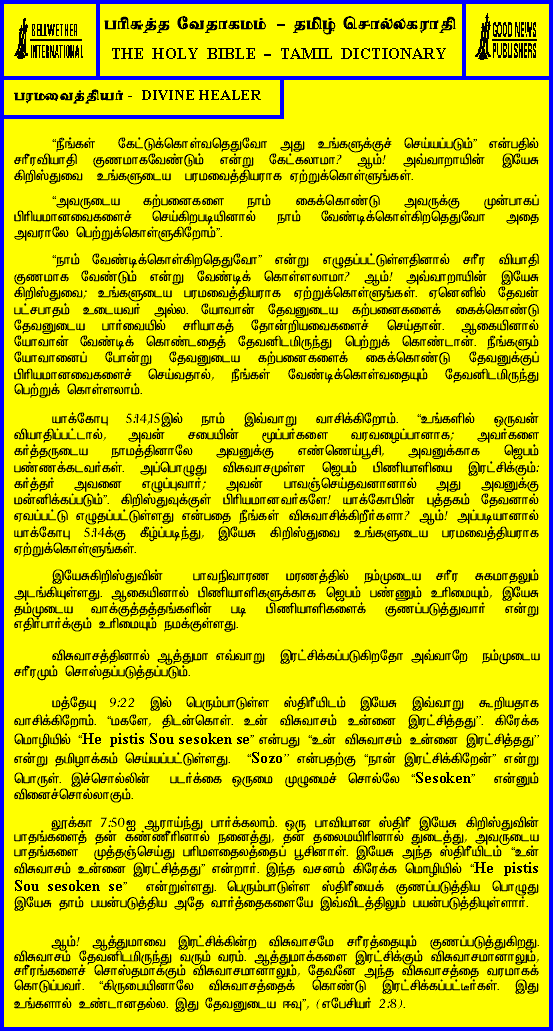 BELLWETHER
INTERNATIONAL
பரிசுத்த வேதாகமம் – தமிழ் சொல்லகராதி
THE HOLY BIBLE – TAMIL DICTIONARY
GOOD NEWS
PUBLISHERS
பரமவைத்தியர் - DIVINE HEALER
“நீங்கள் கேட்டுக்கொள்வதெதுவோ அது உங்களுக்குச் செய்யப்படும்” என்பதில்
சரீரவியாதி குணமாகவேண்டும் என்று கேட்கலாமா? ஆம்! அவ்வாறாயின் இயேசு
கிறிஸ்துவை உங்களுடைய பரமவைத்தியராக ஏற்றுக்கொள்ளுங்கள்.
“அவருடைய கற்பனைகளை நாம் கைக்கொண்டு அவருக்கு முன்பாகப்
பிரியமானவைகளைச் செய்கிறபடியினால் நாம் வேண்டிக்கொள்கிறதெதுவோ அதை
அவராலே பெற்றுக்கொள்ளுகிறோம்”.
“நாம் வேண்டிக்கொள்கிறதெதுவோ” என்று எழுதப்பட்டுள்ளதினால் சரீர வியாதி
குணமாக வேண்டும் என்று வேண்டிக் கொள்ளலாமா? ஆம்! அவ்வாறாயின் இயேசு
கிறிஸ்துவை; உங்களுடைய பரமவைத்தியராக ஏற்றுக்கொள்ளுங்கள். ஏனெனில் தேவன்
பட்சபாதம் உடையவர் அல்ல. யோவான் தேவனுடைய கற்பனைகளைக் கைக்கொண்டு
தேவனுடைய பார்வையில் சரியாகத் தோன்றியவைகளைச் செய்தான். ஆகையினால்
யோவான் வேண்டிக் கொண்டதைத் தேவனிடமிருந்து பெற்றுக் கொண்டான். நீங்களும்
யோவானைப் போன்று தேவனுடைய கற்பனைகளைக் கைக்கொண்டு தேவனுக்குப்
பிரியமானவைகளைச் செய்வதால், நீங்கள் வேண்டிக்கொள்வதையும் தேவனிடமிருந்து
பெற்றுக் கொள்ளலாம்.
யாக்கோபு 5:14,15இல் நாம் இவ்வாறு வாசிக்கிறோம். “உங்களில் ஒருவன்
வியாதிப்பட்டால், அவன் சபையின் மூப்பர்களை வரவழைப்பானாக; அவர்களை
கர்த்தருடைய நாமத்தினாலே அவனுக்கு எண்ணெய்பூசி, அவனுக்காக ஜெபம்
பண்ணக்கடவர்கள். அப்பொழுது விசுவாசமுள்ள ஜெபம் பிணியாளியை இரட்சிக்கும்:
கர்த்தர் அவனை எழுப்புவார்; அவன் பாவஞ்செய்தவனானால் அது அவனுக்கு
மன்னிக்கப்படும்”. கிறிஸ்துவுக்குள் பிரியமானவர்களே! யாக்கோபின் புத்தகம் தேவனால்
ஏவப்பட்டு எழுதப்பட்டுள்ளது என்பதை நீங்கள் விசுவாசிக்கிறீர்களா? ஆம்! அப்படியானால்
யாக்கோபு 5:14க்கு கீழ்ப்படிந்து, இயேசு கிறிஸ்துவை உங்களுடைய பரமவைத்தியராக
ஏற்றுக்கொள்ளுங்கள்.
இயேசுகிறிஸ்துவின் பாவநிவாரண மரணத்தில் நம்முடைய சரீர சுகமாதலும்
அடங்கியுள்ளது. ஆகையினால் பிணியாளிகளுக்காக ஜெபம் பண்ணும் உரிமையும், இயேசு
தம்முடைய வாக்குத்தத்தங்களின் படி பிணியாளிகளைக் குணப்படுத்துவார் என்று
எதிர்பார்க்கும் உரிமையும் நமக்குள்ளது.
விசுவாசத்தினால் ஆத்துமா எவ்வாறு இரட்சிக்கப்படுகிறதோ அவ்வாறே நம்முடைய
சரீரமும் சொஸ்தப்படுத்தப்படும்.
மத்தேயு 9:22 இல் பெரும்பாடுள்ள ஸ்திரீயிடம் இயேசு இவ்வாறு கூறியதாக
வாசிக்கிறோம். “மகளே, திடன்கொள். உன் விசுவாசம் உன்னை இரட்சித்தது”. கிரேக்க
மொழியில் “He pistis Sou sesoken se” என்பது “உன் விசுவாசம் உன்னை இரட்சித்தது”
என்று தமிழாக்கம் செய்யப்பட்டுள்ளது. “Sozo” என்பதற்கு “நான் இரட்சிக்கிறேன்” என்று
பொருள். இச்சொல்லின் படர்க்கை ஒருமை முழுமைச் சொல்லே “Sesoken” என்னும்
வினைச்சொல்லாகும்.
லூக்கா 7:50ஐ ஆராய்ந்து பார்க்கலாம். ஒரு பாவியான ஸ்திரீ இயேசு கிறிஸ்துவின்
பாதங்களைத் தன் கண்ணீரினால் நனைத்து, தன் தலைமயிரினால் துடைத்து, அவருடைய
பாதங்களை முத்தஞ்செய்து பரிமளதைலத்தைப் பூசினாள். இயேசு அந்த ஸ்திரீயிடம் “உன்
விசுவாசம் உன்னை இரட்சித்தது” என்றார். இந்த வசனம் கிரேக்க மொழியில் “He pistis
Sou sesoken se” என்றுள்ளது. பெரும்பாடுள்ள ஸ்திரீயைக் குணப்படுத்திய பொழுது
இயேசு தாம் பயன்படுத்திய அதே வார்த்தைகளையே இவ்விடத்திலும் பயன்படுத்தியுள்ளார்.
ஆம்! ஆத்துமாவை இரட்சிக்கின்ற விசுவாசமே சரீரத்தையும் குணப்படுத்துகிறது.
விசுவாசம் தேவனிடமிருந்து வரும் வரம். ஆத்துமாக்களை இரட்சிக்கும் விசுவாசமானாலும்,
சரீரங்களைச் சொஸ்தமாக்கும் விசுவாசமானாலும், தேவனே அந்த விசுவாசத்தை வரமாகக்
கொடுப்பவர். “கிருபையினாலே விசுவாசத்தைக் கொண்டு இரட்சிக்கப்பட்டீர்கள். இது
உங்களால் உண்டானதல்ல. இது தேவனுடைய ஈவு”, (எபேசியர் 2:8).